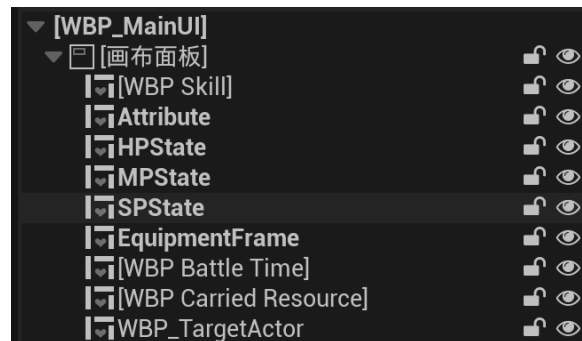 [WBP_MainUI]
[画布面板]
[WBP Skill]
Attribute
HPState
MPState
SPState
EquipmentFrame
[WBP Battle Time]
[WBP Carried Resource]
WBP_TargetActor